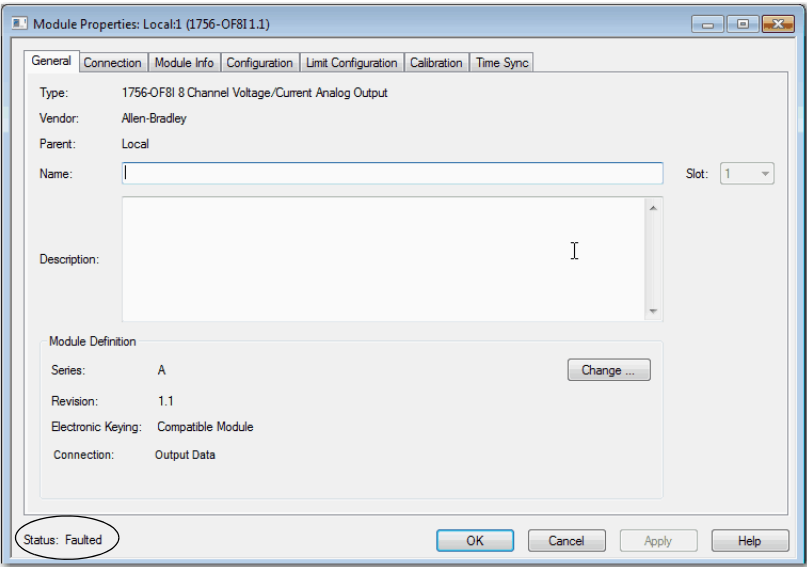 Module Properties: Local:1 (1756-OF8I 1.1)
General Connection Module Info Configuration Limit Configuration Calibration Time Sync
Type: 1756-OF8I 8 Channel Voltage/Current Analog Output
Vendor: Allen-Bradley
Parent: Local
Name: Slot: 1
Description:
Module Definition
Series: A Change ...
Revision: 1.1
Electronic Keying: Compatible Module
Connection: Output Data
Status: Faulted OK Cancel Apply Help